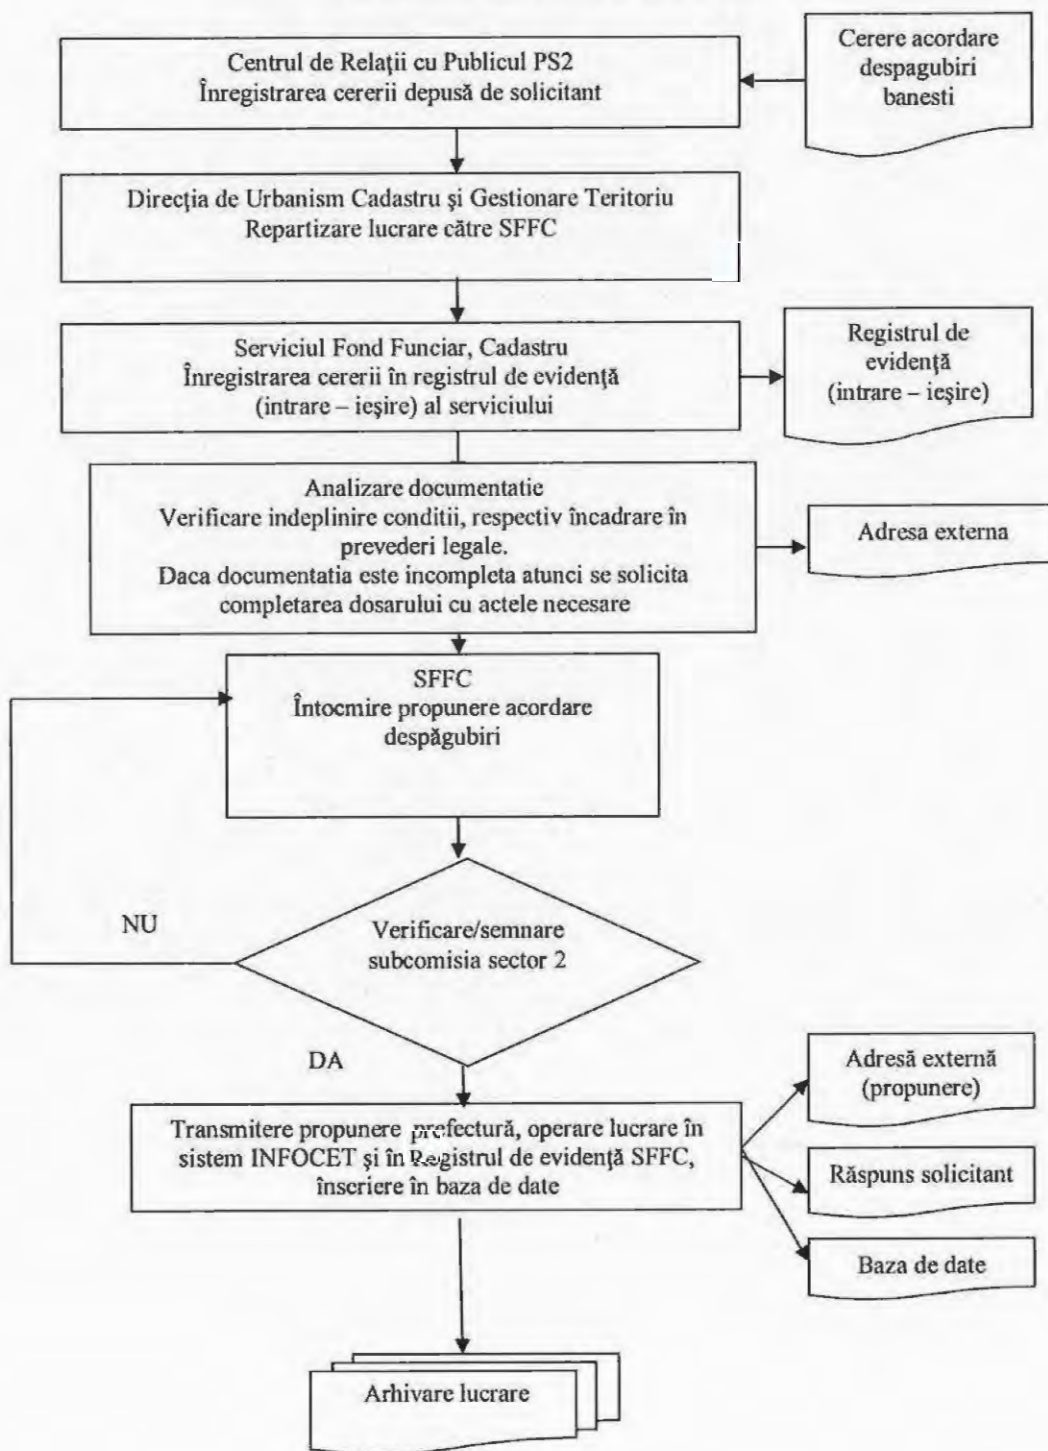 Cerere acordare
despagubiri
banesti
Centrul de Relaţii cu Publicul PS2
Înregistrarea cererii depusă de solicitant
Direcţia de Urbanism Cadastru şi Gestionare Teritoriu
Repartizare lucrare către SFFC
Serviciul Fond Funciar, Cadastru
Înregistrarea cererii în registrul de evidenţă
(intrare – ieşire) al serviciului
Registrul de
evidenţă
(intrare – ieşire)
Analizare documentatie
Verificare indeplinire conditii, respectiv încadrare în
prevederi legale.
Daca documentatia este incompleta atunci se solicita
completarea dosarului cu actele necesare
Adresa externa
SFFC
Întocmire propunere acordare
despăgubiri
NU
Verificare/semnare
subcomisia sector 2
DA
Transmitere propunere prefectură, operare lucrare în
sistem INFOCET şi în Registrul de evidenţă SFFC,
înscriere în baza de date
Adresă externă
(propunere)
Răspuns solicitant
Baza de date
Arhivare lucrare